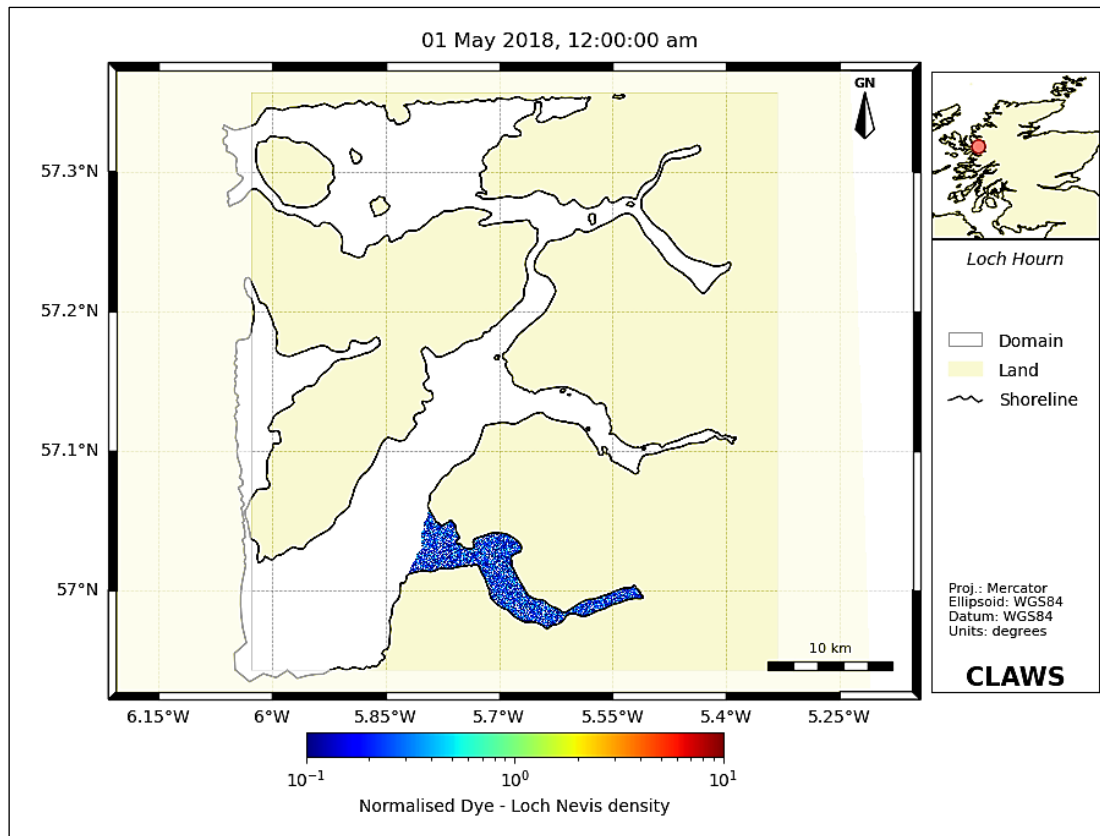 01 May 2018, 12:00:00 am
GN
57.3°N
57.2°N
57.1°N
57°N
6.15°W 6°W 5.85°W 5.7°W 5.55°W 5.4°W 5.25°W
10 km
Loch Hourn
Domain
Land
Shoreline
Proj.: Mercator
Ellipsoid: WGS84
Datum: WGS84
Units: degrees
CLAWS
10⁻¹ 10⁰ 10¹
Normalised Dye - Loch Nevis density